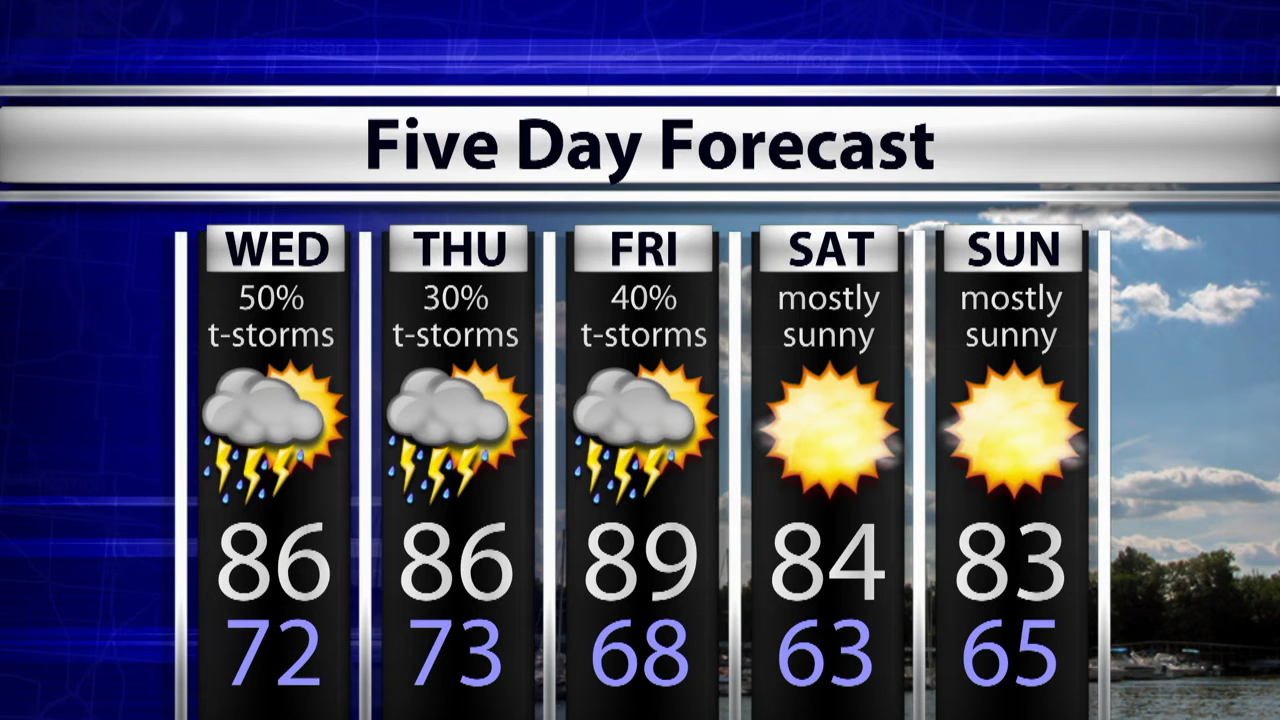 Five Day Forecast
WED
50%
t-storms
86
72
THU
30%
t-storms
86
73
FRI
40%
t-storms
89
68
SAT
mostly
sunny
84
63
SUN
mostly
sunny
83
65